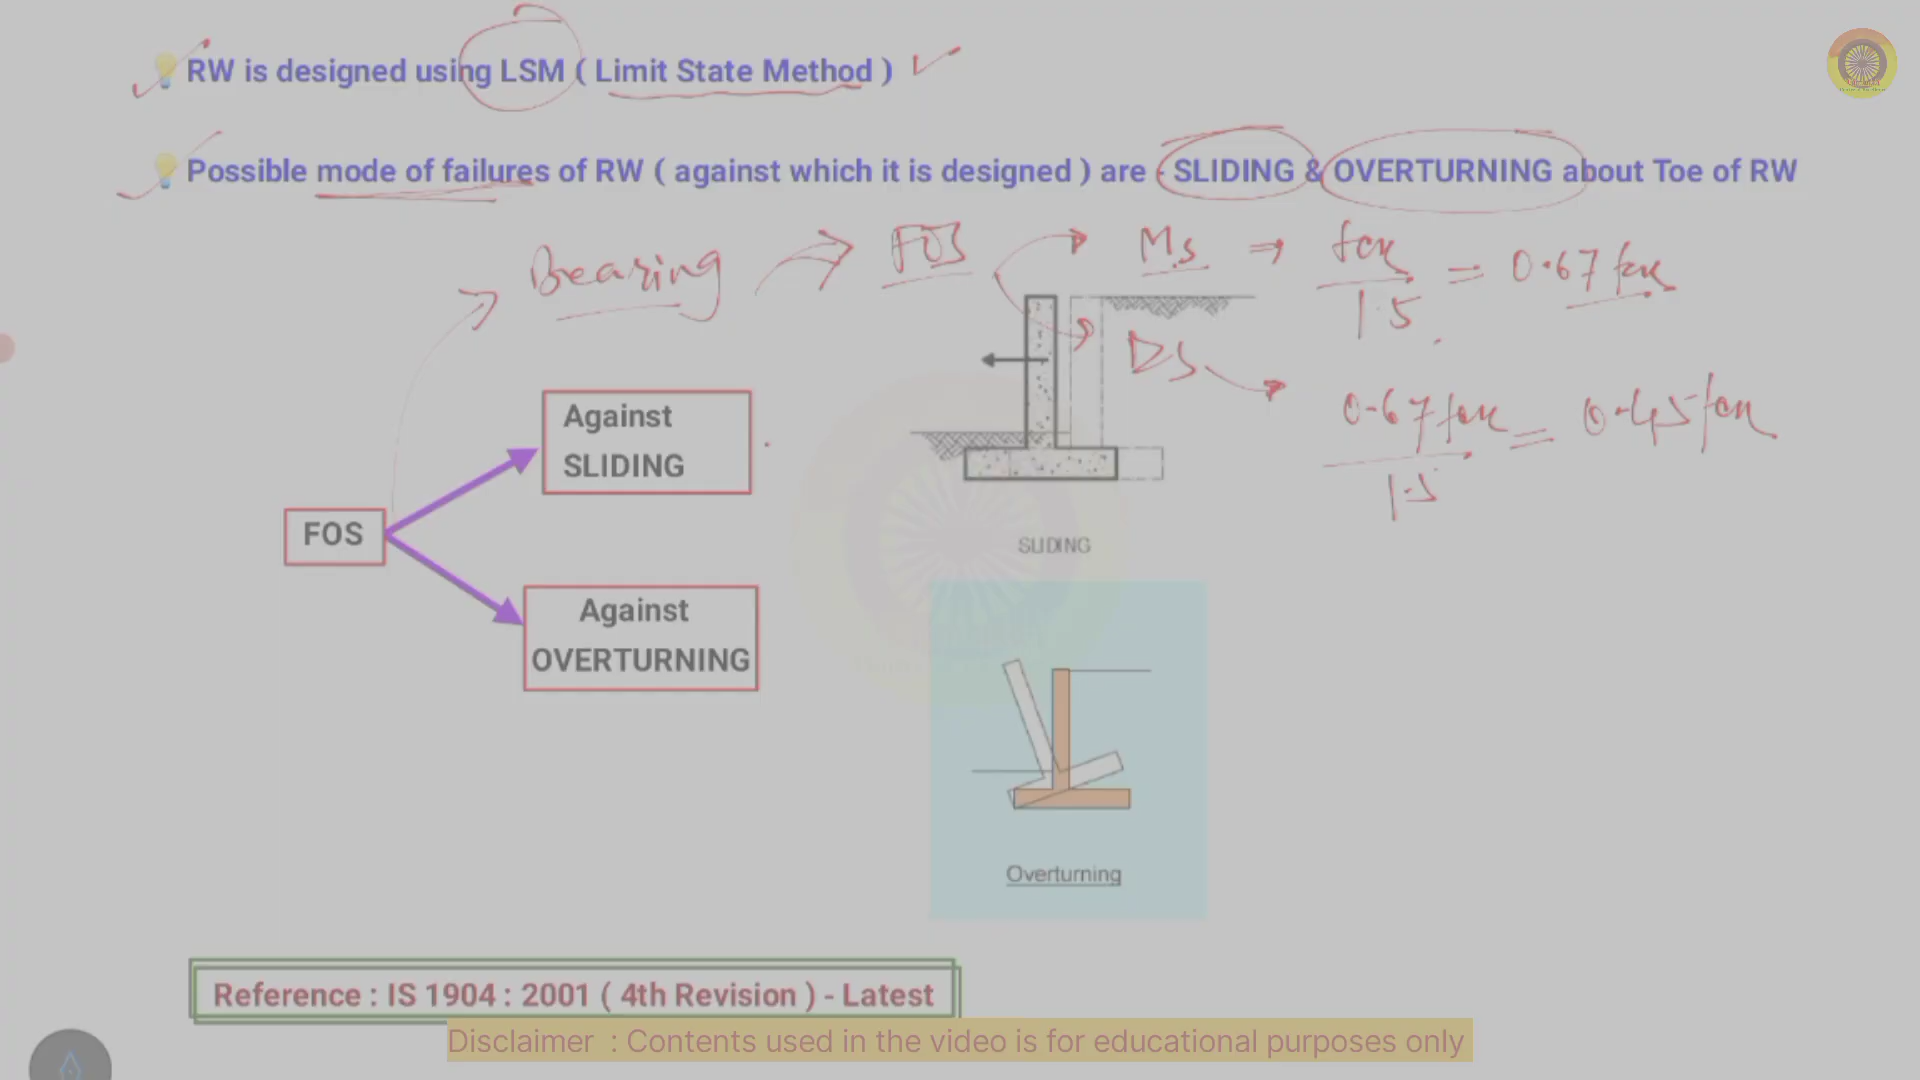 RW is designed using LSM ( Limit State Method )
Possible mode of failures of RW ( against which it is designed ) are - SLIDING & OVERTURNING about Toe of RW
Bearing
FOS
M.S
fck
1.5
= 0.67 fck
DS
0.67 fck
1.5
= 0.45 fck
Against
SLIDING
FOS
SLIDING
Against
OVERTURNING
Overturning
Reference : IS 1904 : 2001 ( 4th Revision ) - Latest
Disclaimer : Contents used in the video is for educational purposes only